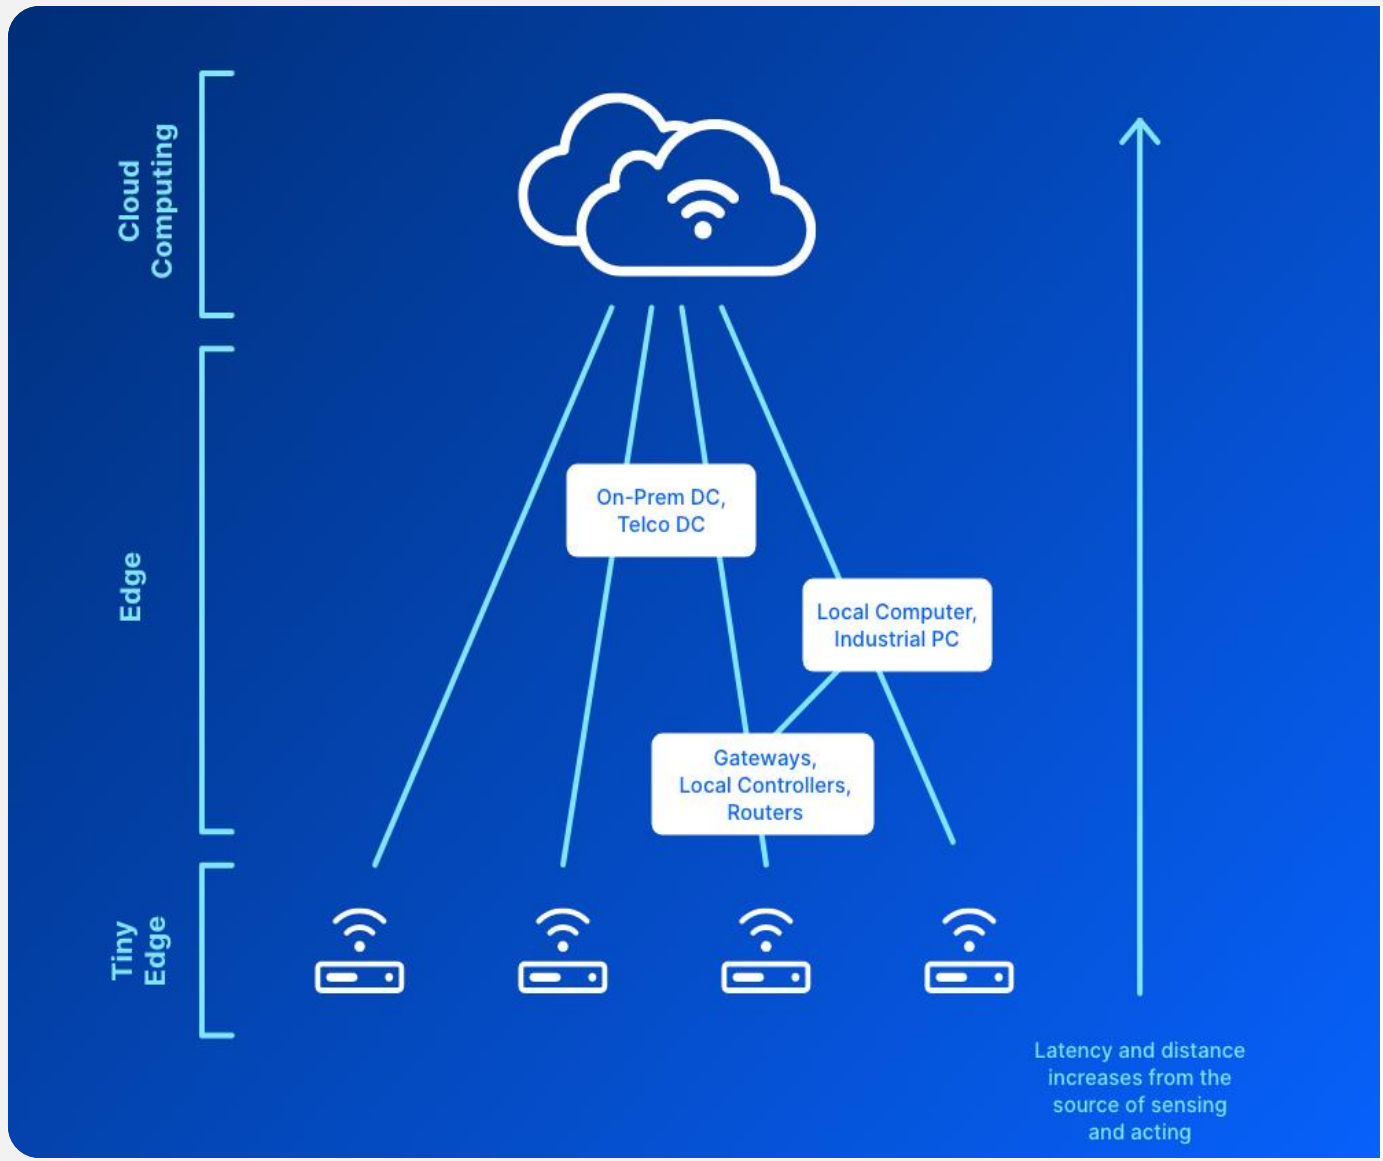 Cloud
Computing
On-Prem DC,
Telco DC
Edge
Local Computer,
Industrial PC
Gateways,
Local Controllers,
Routers
Tiny
Edge
Latency and distance
increases from the
source of sensing
and acting